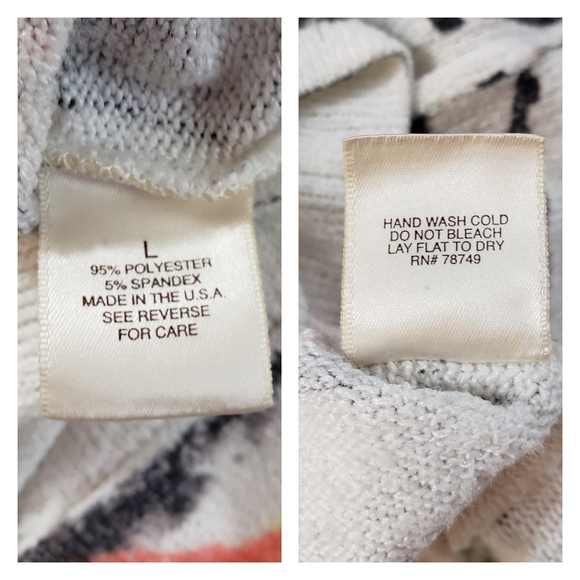 L
95% POLYESTER
5% SPANDEX
MADE IN THE U.S.A.
SEE REVERSE
FOR CARE
HAND WASH COLD
DO NOT BLEACH
LAY FLAT TO DRY
RN# 78749